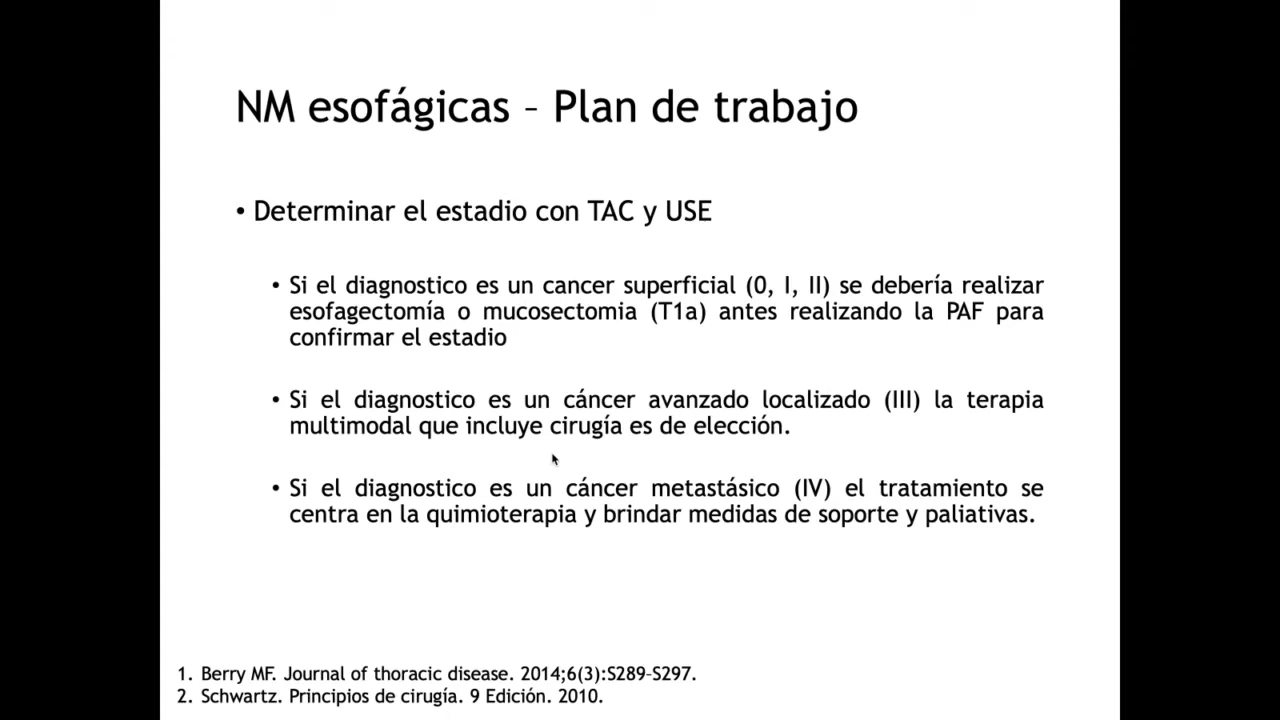 NM esofágicas – Plan de trabajo
• Determinar el estadio con TAC y USE
• Si el diagnostico es un cancer superficial (0, I, II) se debería realizar
esofagectomía o mucosectomia (T1a) antes realizando la PAF para
confirmar el estadio
• Si el diagnostico es un cáncer avanzado localizado (III) la terapia
multimodal que incluye cirugía es de elección.
• Si el diagnostico es un cáncer metastásico (IV) el tratamiento se
centra en la quimioterapia y brindar medidas de soporte y paliativas.
1. Berry MF. Journal of thoracic disease. 2014;6(3):S289–S297.
2. Schwartz. Principios de cirugía. 9 Edición. 2010.